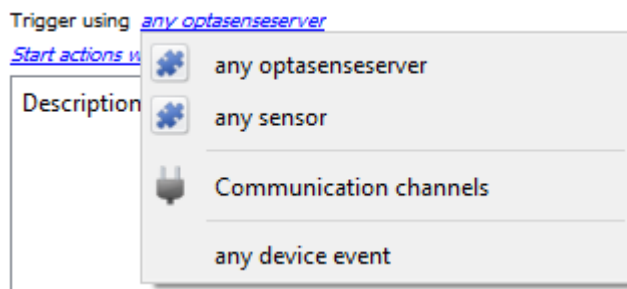 Trigger using any optasenseserver
Start actions w
any optasenseserver
Description
any sensor
Communication channels
any device event